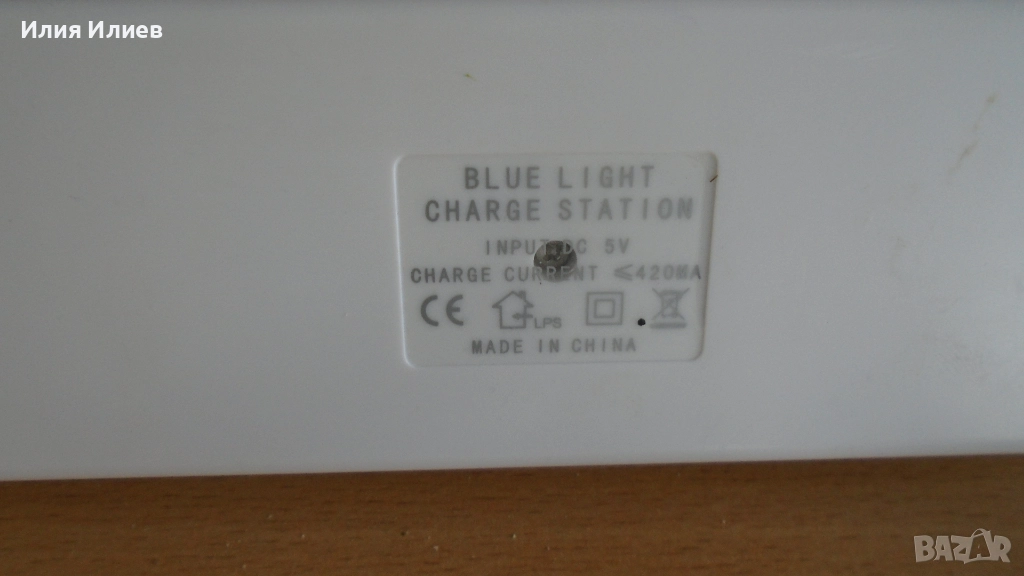 Илия Илиев
BLUE LIGHT
CHARGE STATION
INPUT:DC 5V
CHARGE CURRENT ≤420MA
CE LPS
MADE IN CHINA
BAZAR